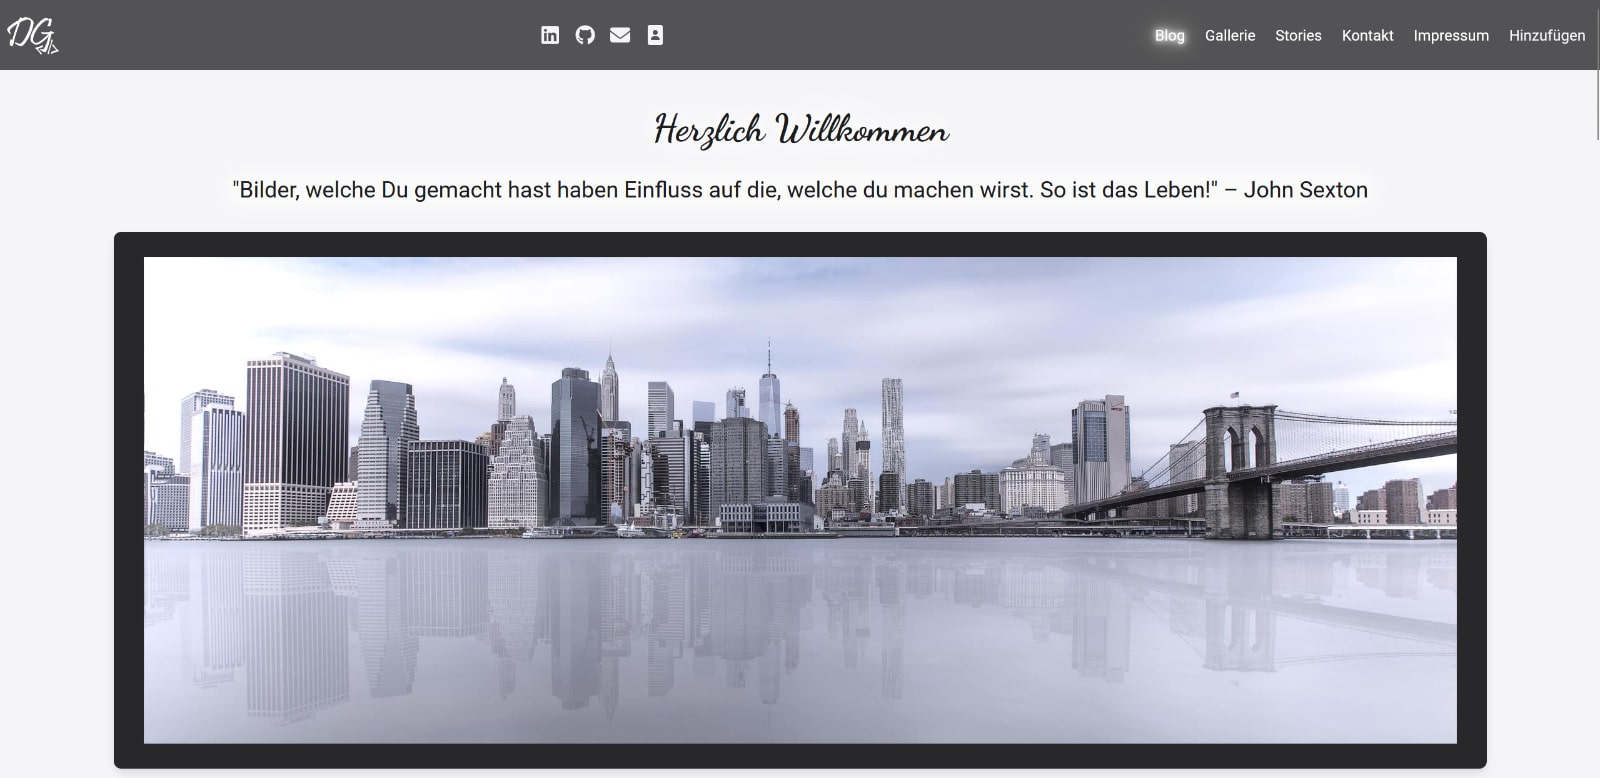 DG
Blog Gallerie Stories Kontakt Impressum Hinzufügen
Herzlich Willkommen
"Bilder, welche Du gemacht hast haben Einfluss auf die, welche du machen wirst. So ist das Leben!" – John Sexton